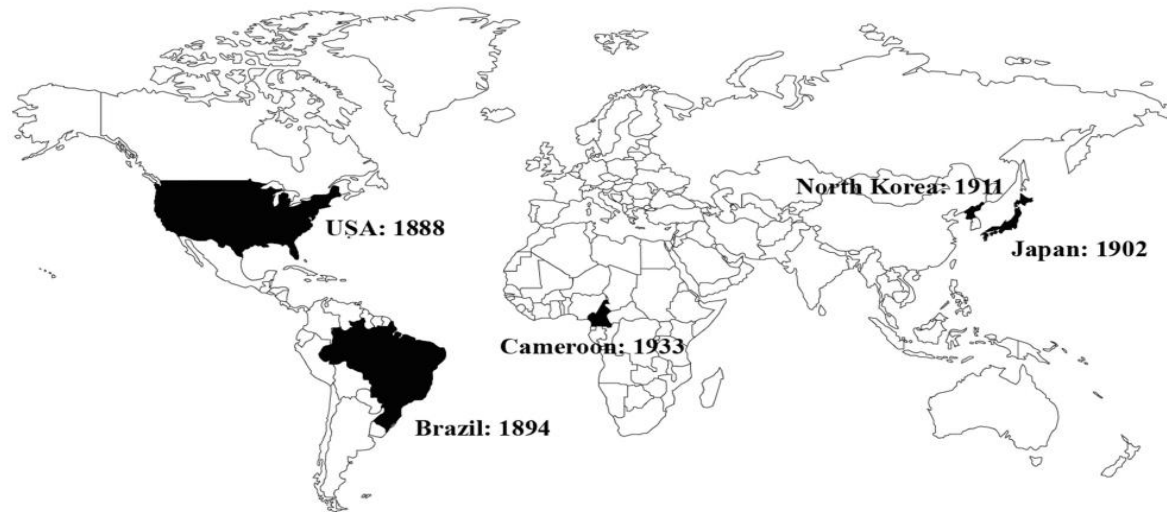 North Korea: 1911
USA: 1888
Japan: 1902
Cameroon: 1933
Brazil: 1894